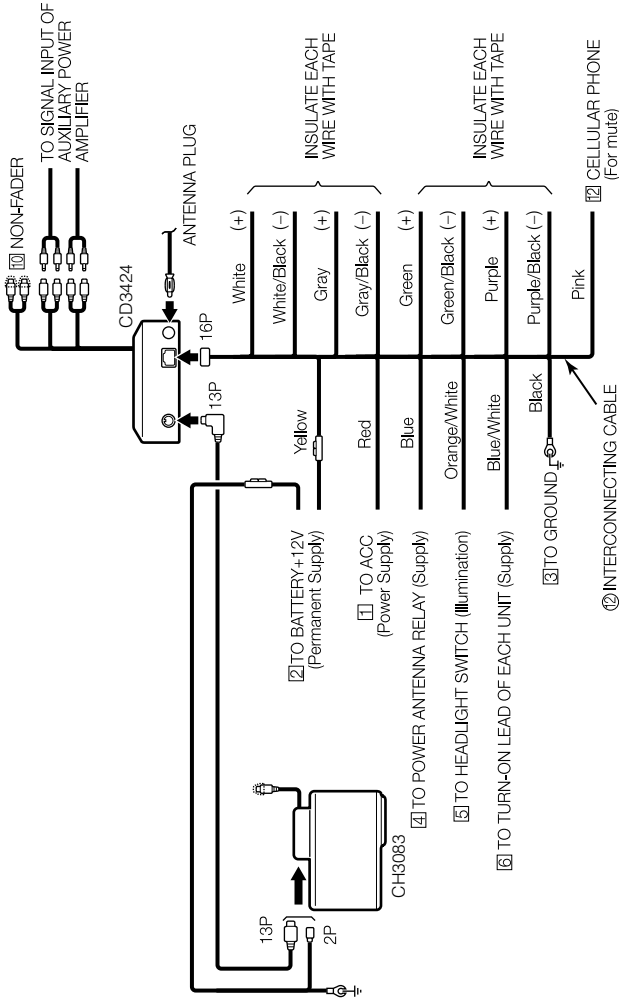 10 NON-FADER
TO SIGNAL INPUT OF
AUXILIARY POWER
AMPLIFIER
CD3424
ANTENNA PLUG
13P
16P
White (+)
White/Black (−)
Gray (+)
Gray/Black (−)
INSULATE EACH
WIRE WITH TAPE
Green (+)
Green/Black (−)
Purple (+)
Purple/Black (−)
INSULATE EACH
WIRE WITH TAPE
Pink
12 CELLULAR PHONE
(For mute)
Yellow
2 TO BATTERY+12V
(Permanent Supply)
Red
1 TO ACC
(Power Supply)
Blue
4 TO POWER ANTENNA RELAY (Supply)
Orange/White
5 TO HEADLIGHT SWITCH (Illumination)
Blue/White
6 TO TURN-ON LEAD OF EACH UNIT (Supply)
Black
3 TO GROUND
⑫ INTERCONNECTING CABLE
13P
2P
CH3083